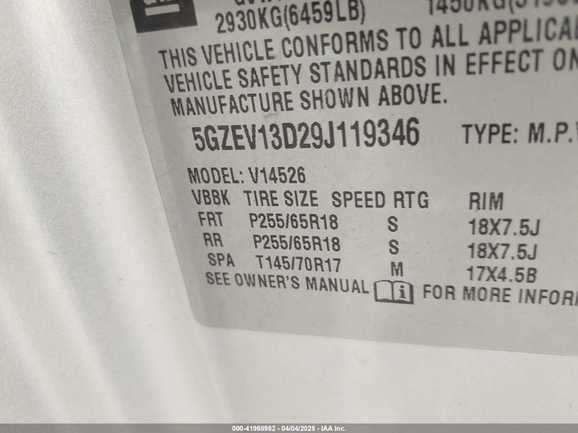 2930KG(6459LB)
THIS VEHICLE CONFORMS TO ALL APPLICA
VEHICLE SAFETY STANDARDS IN EFFECT ON
MANUFACTURE SHOWN ABOVE.
5GZEV13D29J119346 TYPE: M.P.
MODEL: V14526
VBBK TIRE SIZE SPEED RTG RIM
FRT P255/65R18 S 18X7.5J
RR P255/65R18 S 18X7.5J
SPA T145/70R17 M 17X4.5B
SEE OWNER'S MANUAL FOR MORE INFOR
000-41968982 04/04/2025 IAA Inc.